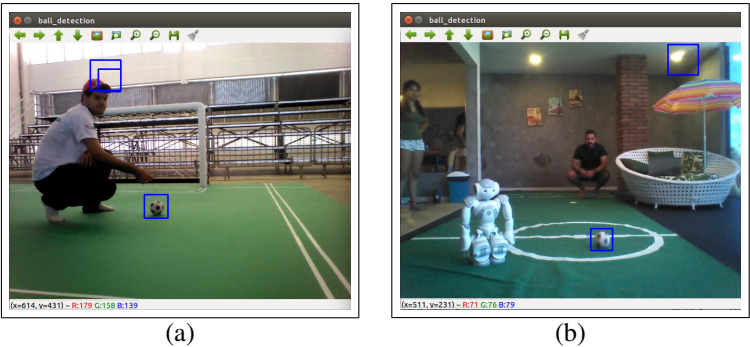 ball_detection
(x=614, y=431) ~ R:179 G:158 B:139
(a)
ball_detection
(x=511, y=231) ~ R:71 G:76 B:79
(b)